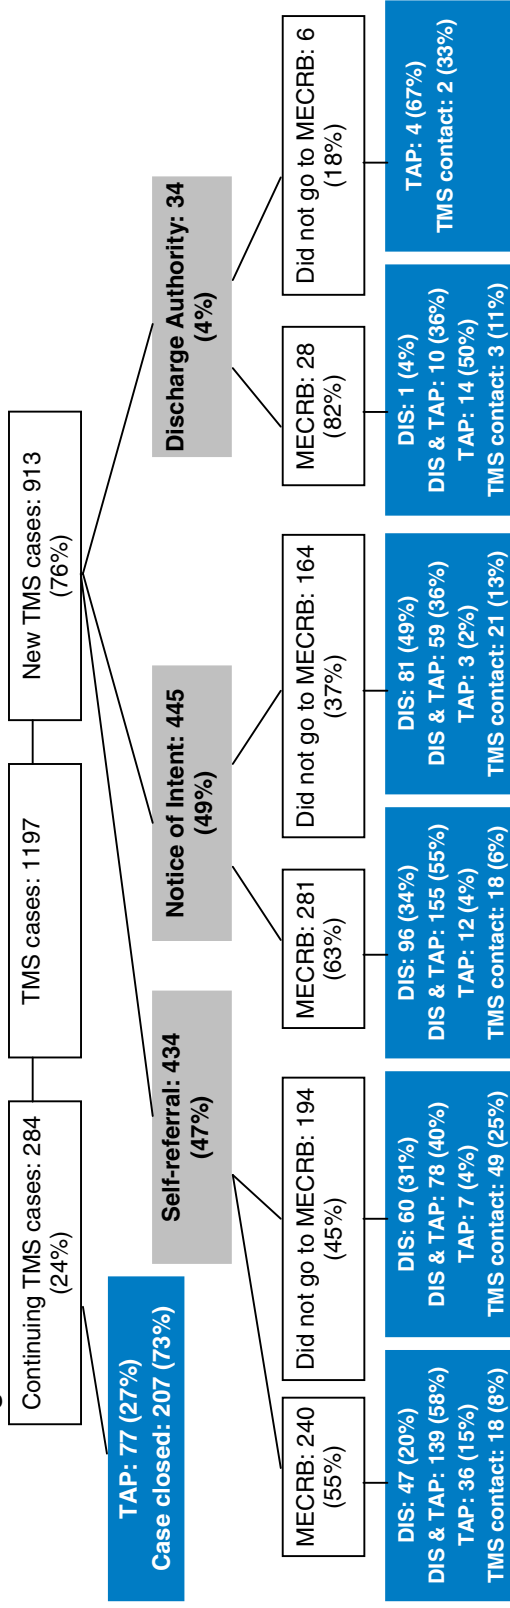 Continuing TMS cases: 284
(24%)
TMS cases: 1197
New TMS cases: 913
(76%)
TAP: 77 (27%)
Case closed: 207 (73%)
Self-referral: 434
(47%)
Notice of Intent: 445
(49%)
Discharge Authority: 34
(4%)
MECRB: 240
(55%)
Did not go to MECRB: 194
(45%)
MECRB: 281
(63%)
Did not go to MECRB: 164
(37%)
MECRB: 28
(82%)
Did not go to MECRB: 6
(18%)
DIS: 47 (20%)
DIS & TAP: 139 (58%)
TAP: 36 (15%)
TMS contact: 18 (8%)
DIS: 60 (31%)
DIS & TAP: 78 (40%)
TAP: 7 (4%)
TMS contact: 49 (25%)
DIS: 96 (34%)
DIS & TAP: 155 (55%)
TAP: 12 (4%)
TMS contact: 18 (6%)
DIS: 81 (49%)
DIS & TAP: 59 (36%)
TAP: 3 (2%)
TMS contact: 21 (13%)
DIS: 1 (4%)
DIS & TAP: 10 (36%)
TAP: 14 (50%)
TMS contact: 3 (11%)
TAP: 4 (67%)
TMS contact: 2 (33%)